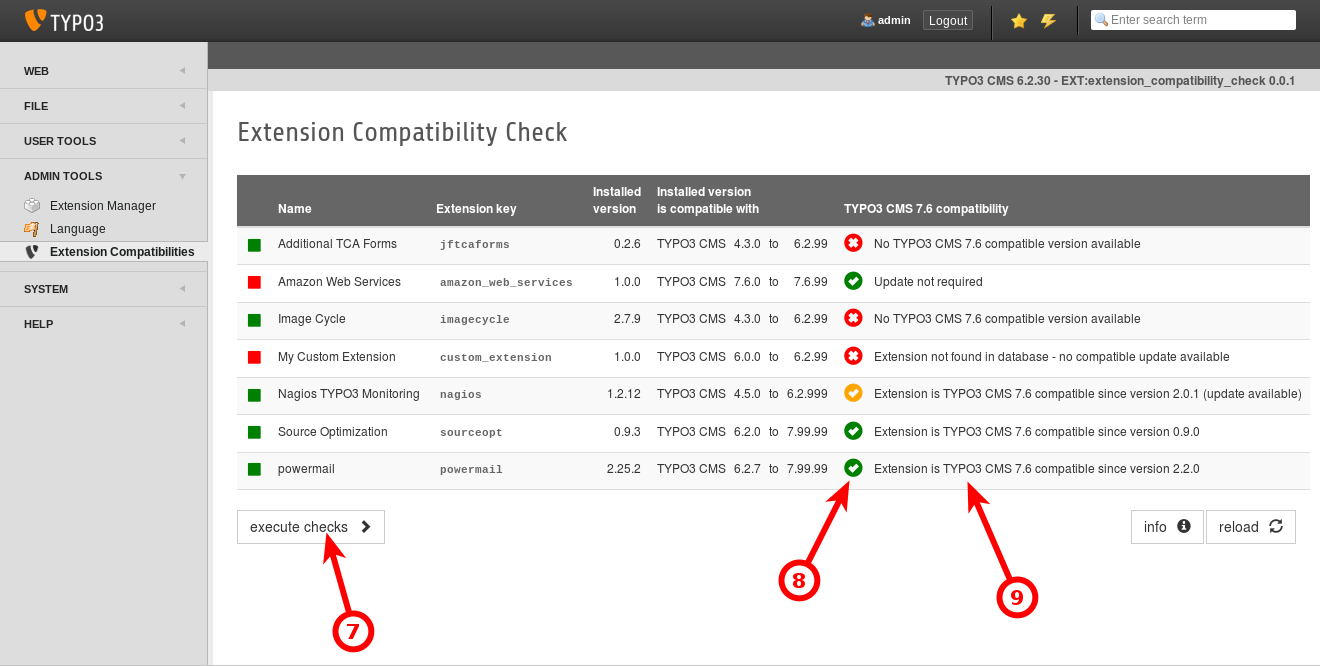 TYPO3
admin
Logout
Enter search term
WEB
FILE
USER TOOLS
ADMIN TOOLS
Extension Manager
Language
Extension Compatibilities
SYSTEM
HELP
TYPO3 CMS 6.2.30 - EXT:extension_compatibility_check 0.0.1
Extension Compatibility Check
Name Extension key Installed version Installed version is compatible with TYPO3 CMS 7.6 compatibility
Additional TCA Forms jftcaforms 0.2.6 TYPO3 CMS 4.3.0 to 6.2.99 No TYPO3 CMS 7.6 compatible version available
Amazon Web Services amazon_web_services 1.0.0 TYPO3 CMS 7.6.0 to 7.6.99 Update not required
Image Cycle imagecycle 2.7.9 TYPO3 CMS 4.3.0 to 6.2.99 No TYPO3 CMS 7.6 compatible version available
My Custom Extension custom_extension 1.0.0 TYPO3 CMS 6.0.0 to 6.2.99 Extension not found in database - no compatible update available
Nagios TYPO3 Monitoring nagios 1.2.12 TYPO3 CMS 4.5.0 to 6.2.999 Extension is TYPO3 CMS 7.6 compatible since version 2.0.1 (update available)
Source Optimization sourceopt 0.9.3 TYPO3 CMS 6.2.0 to 7.99.99 Extension is TYPO3 CMS 7.6 compatible since version 0.9.0
powermail powermail 2.25.2 TYPO3 CMS 6.2.7 to 7.99.99 Extension is TYPO3 CMS 7.6 compatible since version 2.2.0
execute checks
info
reload
8
9
7